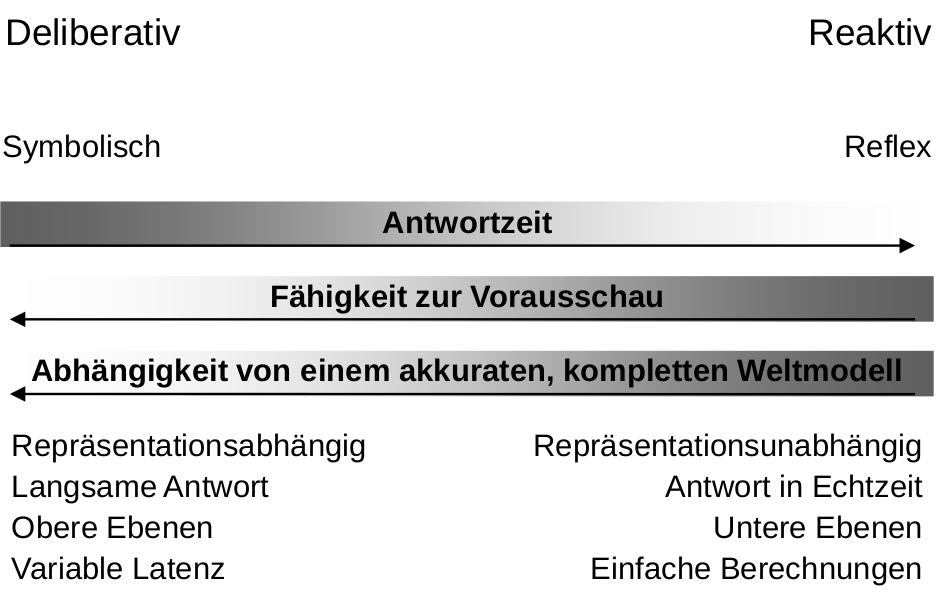 Deliberativ Reaktiv
Symbolisch Reflex
Antwortzeit
Fähigkeit zur Vorausschau
Abhängigkeit von einem akkuraten, kompletten Weltmodell
Repräsentationsabhängig Repräsentationsunabhängig
Langsame Antwort Antwort in Echtzeit
Obere Ebenen Untere Ebenen
Variable Latenz Einfache Berechnungen